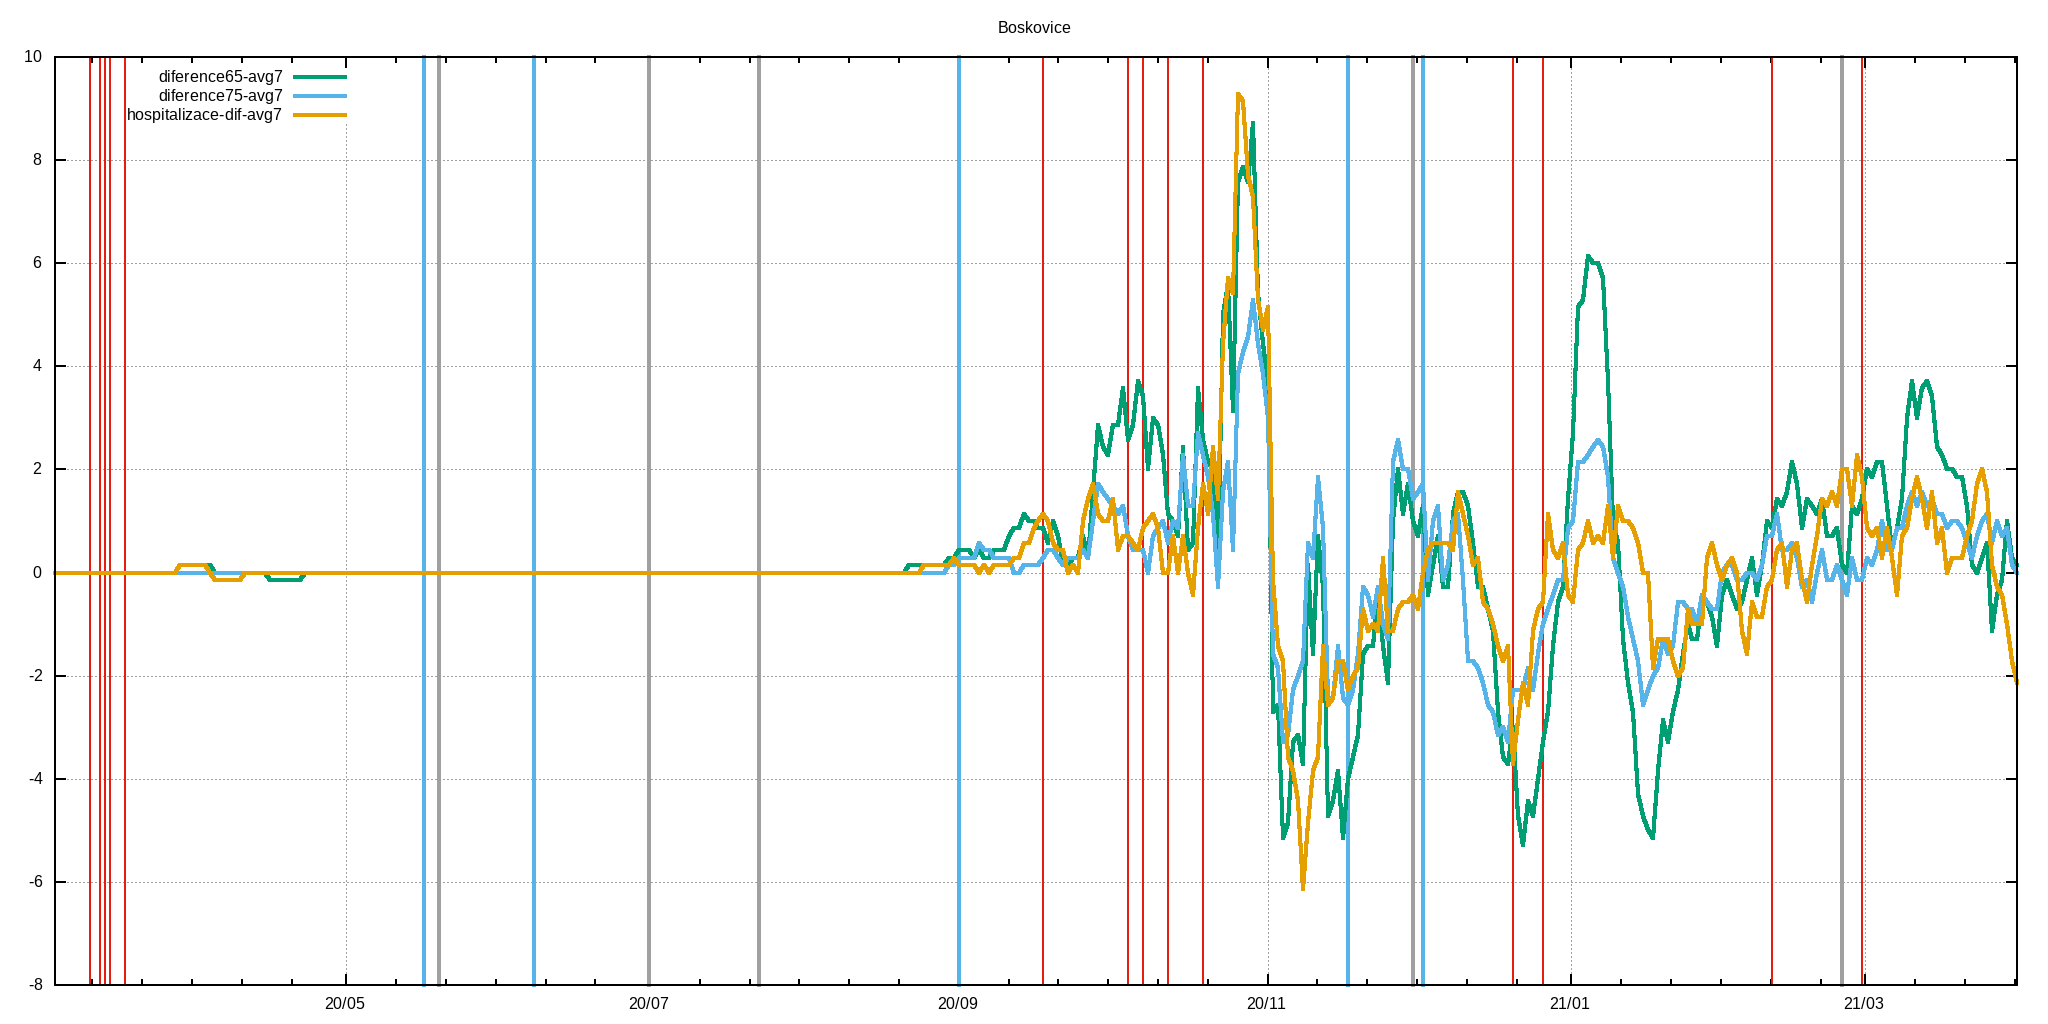 Boskovice
diference65-avg7
diference75-avg7
hospitalizace-dif-avg7
10
8
6
4
2
0
-2
-4
-6
-8
20/05 20/07 20/09 20/11 21/01 21/03